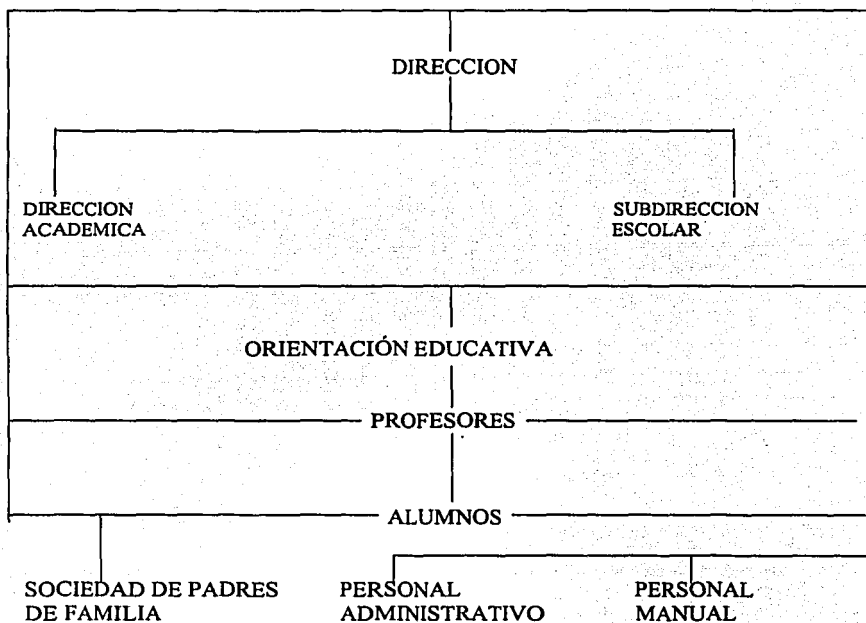 DIRECCION
DIRECCION
ACADEMICA
SUBDIRECCION
ESCOLAR
ORIENTACIÓN EDUCATIVA
PROFESORES
ALUMNOS
SOCIEDAD DE PADRES
DE FAMILIA
PERSONAL
ADMINISTRATIVO
PERSONAL
MANUAL